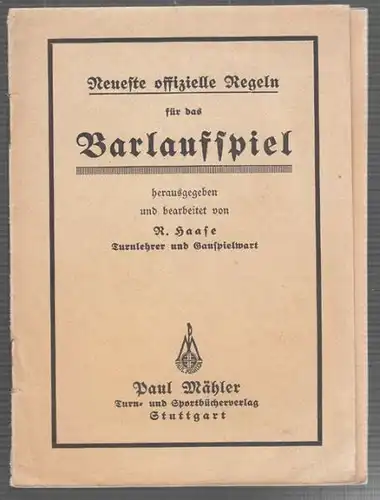 Neueste offizielle Regeln
für das
Barlaufspiel
herausgegeben
und bearbeitet von
R. Haase
Turnlehrer und Gauspielwart
Paul Mähler
Turn- und Sportbücherverlag
Stuttgart